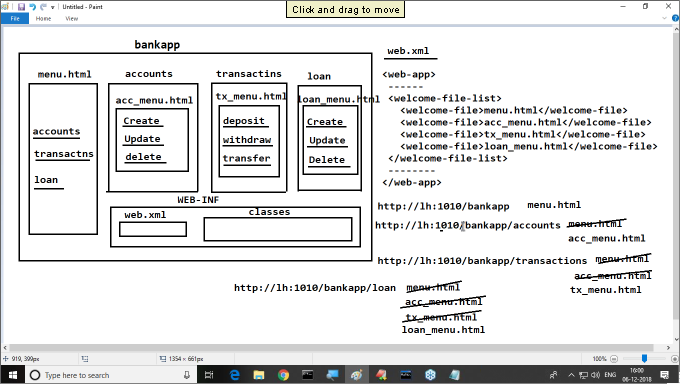 Untitled - Paint
Click and drag to move
File Home View
bankapp
menu.html
accounts
transactns
loan
accounts
acc_menu.html
Create
Update
delete
transactins
tx_menu.html
deposit
withdraw
transfer
loan
loan_menu.html
Create
Update
Delete
WEB-INF
web.xml
classes
web.xml
<web-app>
------
<welcome-file-list>
<welcome-file>menu.html</welcome-file>
<welcome-file>acc_menu.html</welcome-file>
<welcome-file>tx_menu.html</welcome-file>
<welcome-file>loan_menu.html</welcome-file>
</welcome-file-list>
--------
</web-app>
http://lh:1010/bankapp menu.html
http://lh:1010/bankapp/accounts menu.html
acc_menu.html
http://lh:1010/bankapp/transactions menu.html
acc_menu.html
tx_menu.html
http://lh:1010/bankapp/loan menu.html
acc_menu.html
tx_menu.html
loan_menu.html
919, 399px
1354 × 661px
100%
Type here to search
ENG
16:00
06-12-2018